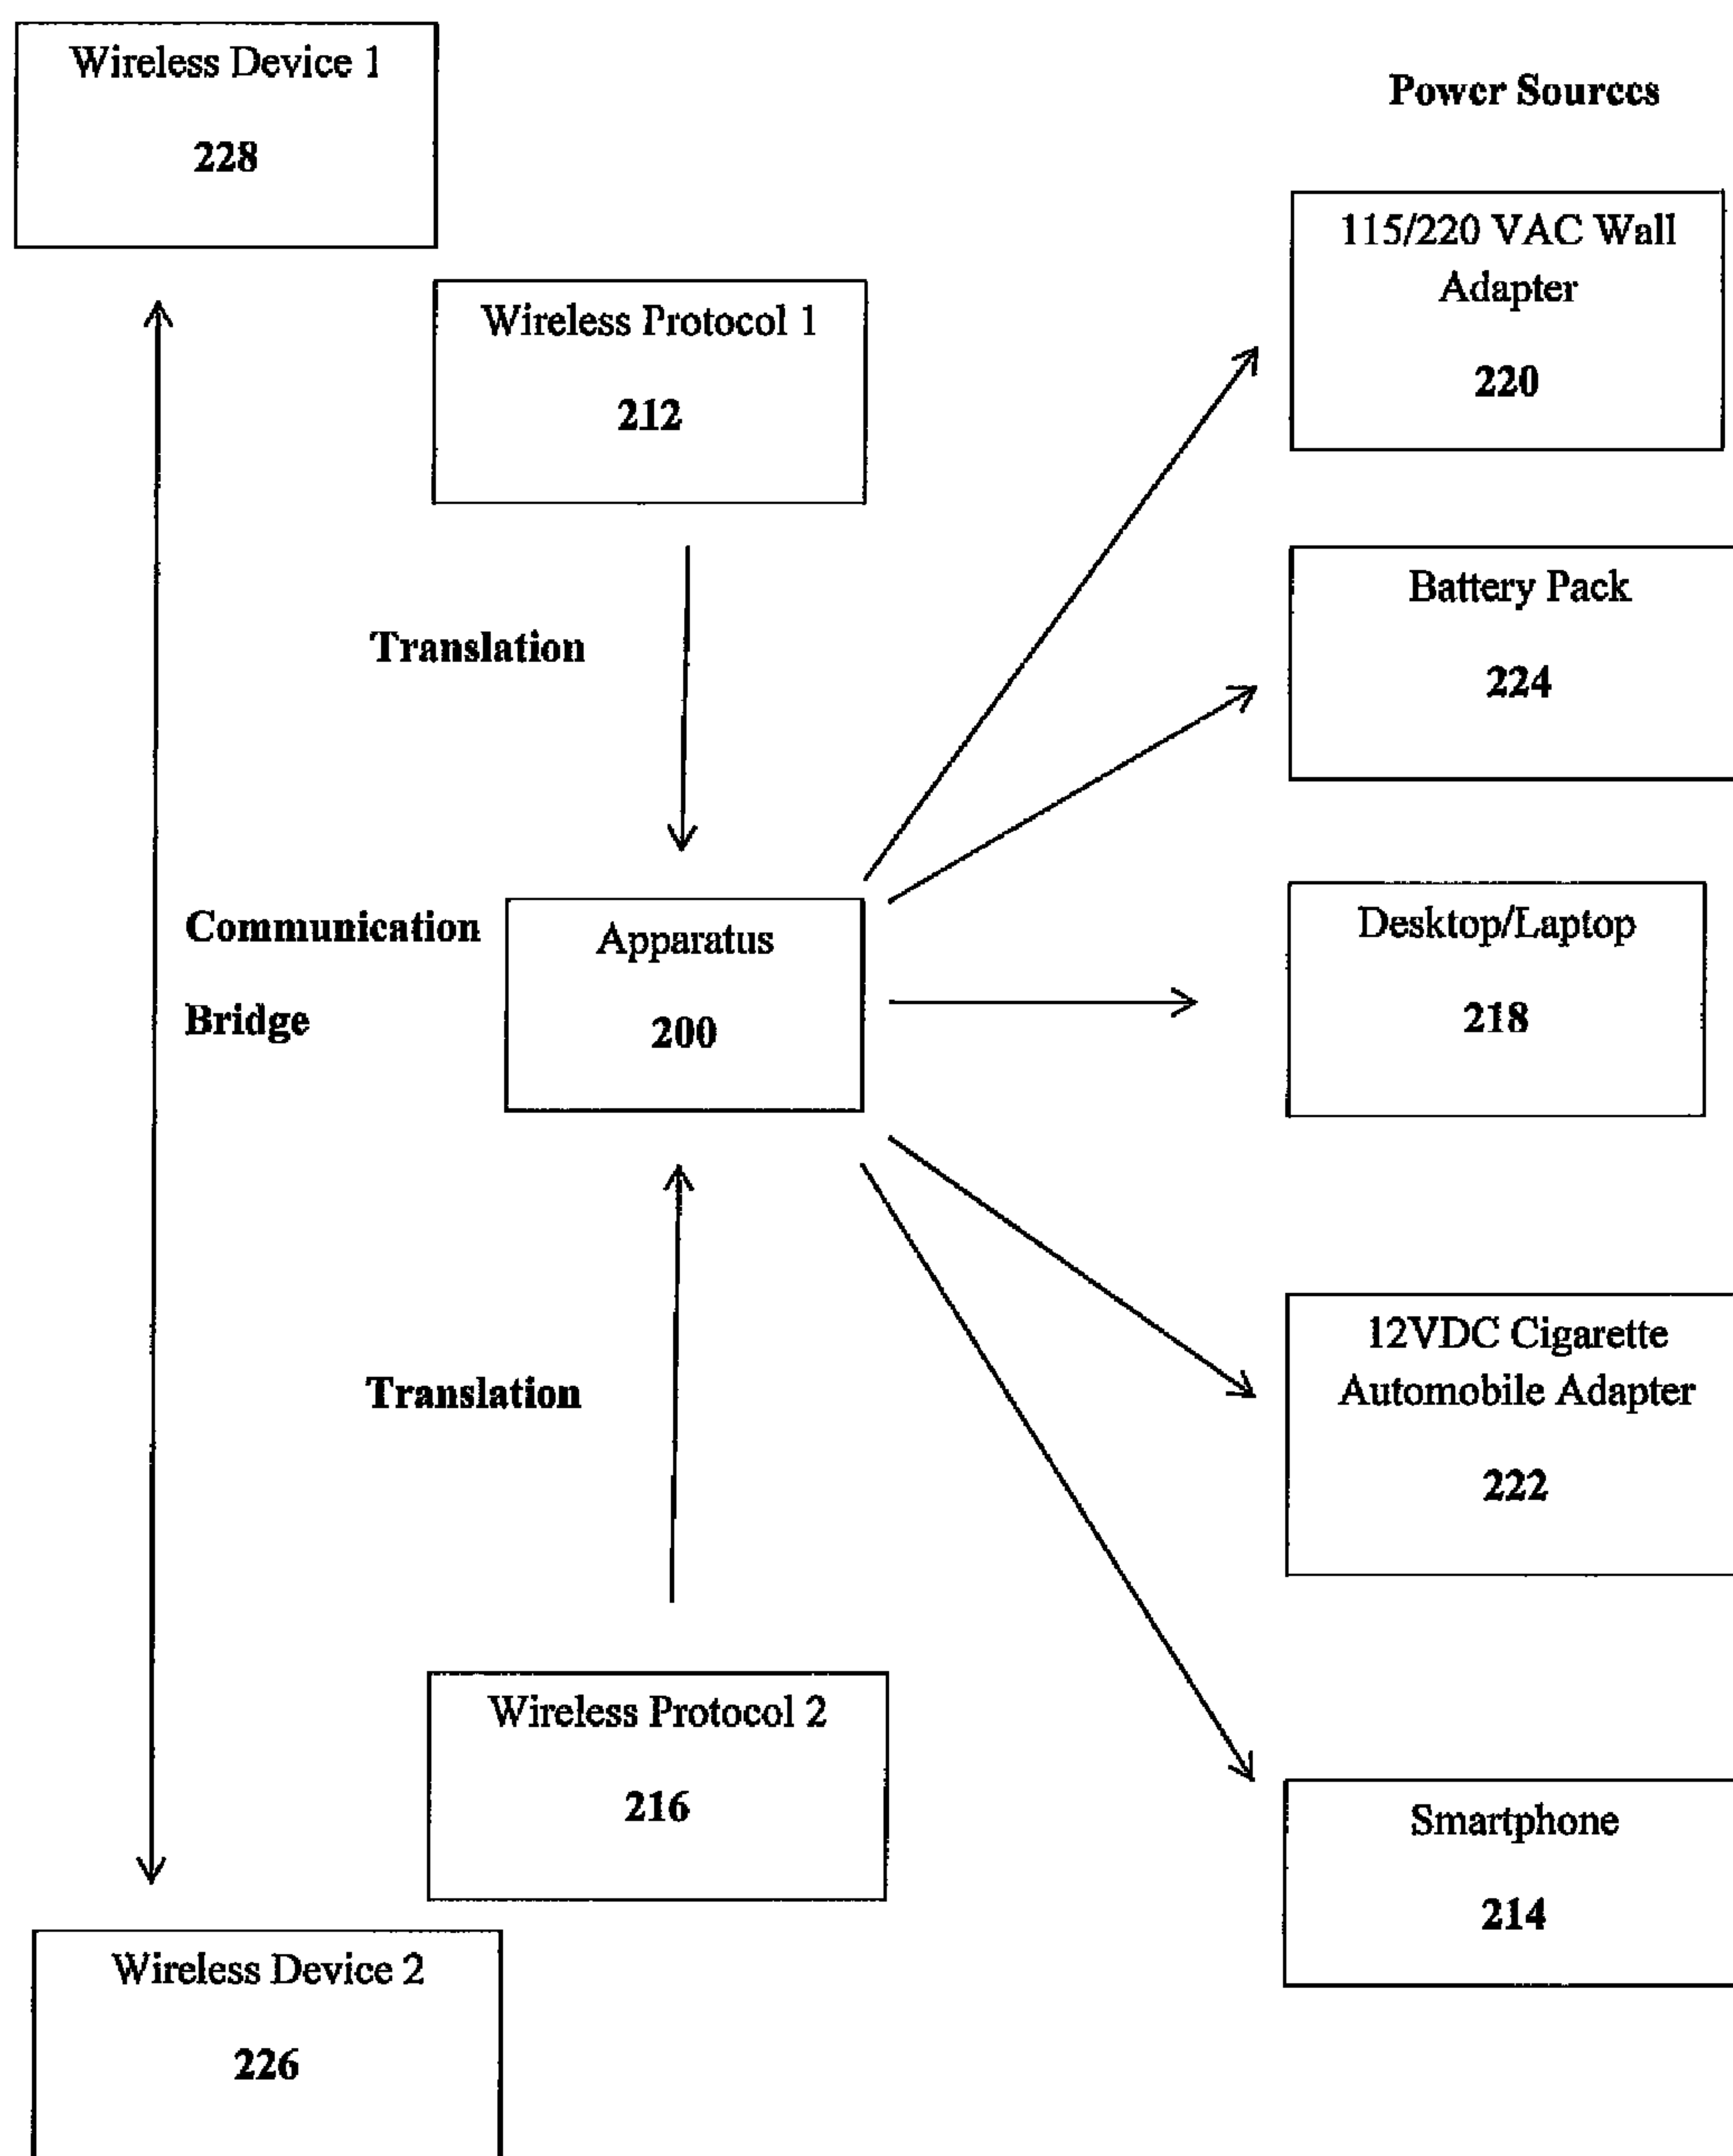 Wireless Device 1
228
Power Sources
Wireless Protocol 1
212
115/220 VAC Wall
Adapter
220
Translation
Battery Pack
224
Communication
Bridge
Apparatus
200
Desktop/Laptop
218
Translation
12VDC Cigarette
Automobile Adapter
222
Wireless Protocol 2
216
Smartphone
214
Wireless Device 2
226